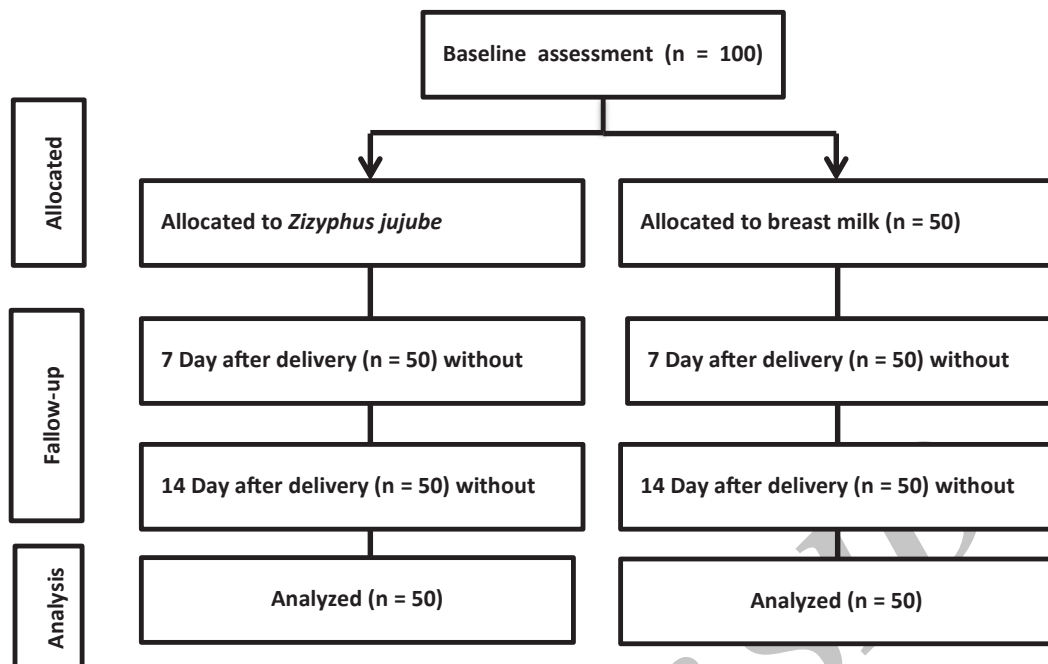 Baseline assessment (n = 100)
Allocated
Allocated to Zizyphus jujube
Allocated to breast milk (n = 50)
Fallow-up
7 Day after delivery (n = 50) without
7 Day after delivery (n = 50) without
14 Day after delivery (n = 50) without
14 Day after delivery (n = 50) without
Analysis
Analyzed (n = 50)
Analyzed (n = 50)